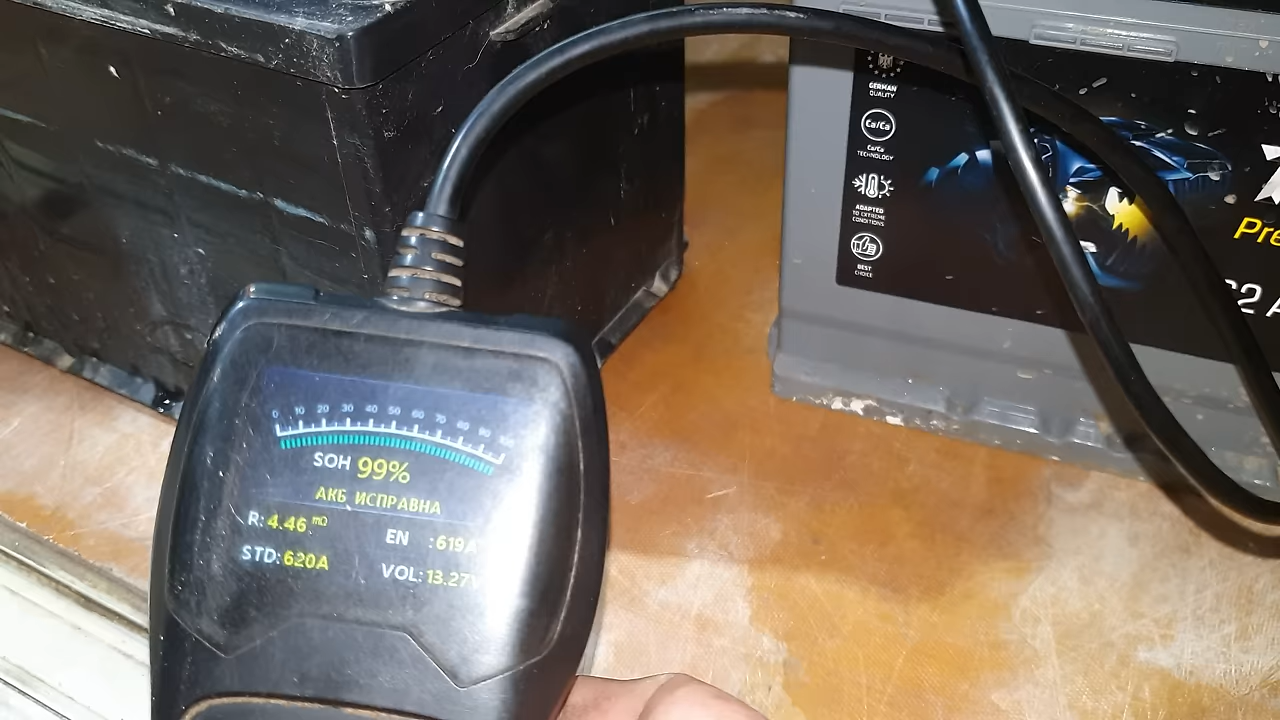 GERMAN
QUALITY
Ca/Ca
Ca/Ca
TECHNOLOGY
ADAPTED
TO EXTREME
CONDITIONS
BEST
CHOICE
Pre
2 A
0 10 20 30 40 50 60 70 80 90 100
SOH 99%
АКБ ИСПРАВНА
R: 4.46 mΩ
EN :619A
STD: 620A
VOL: 13.27V